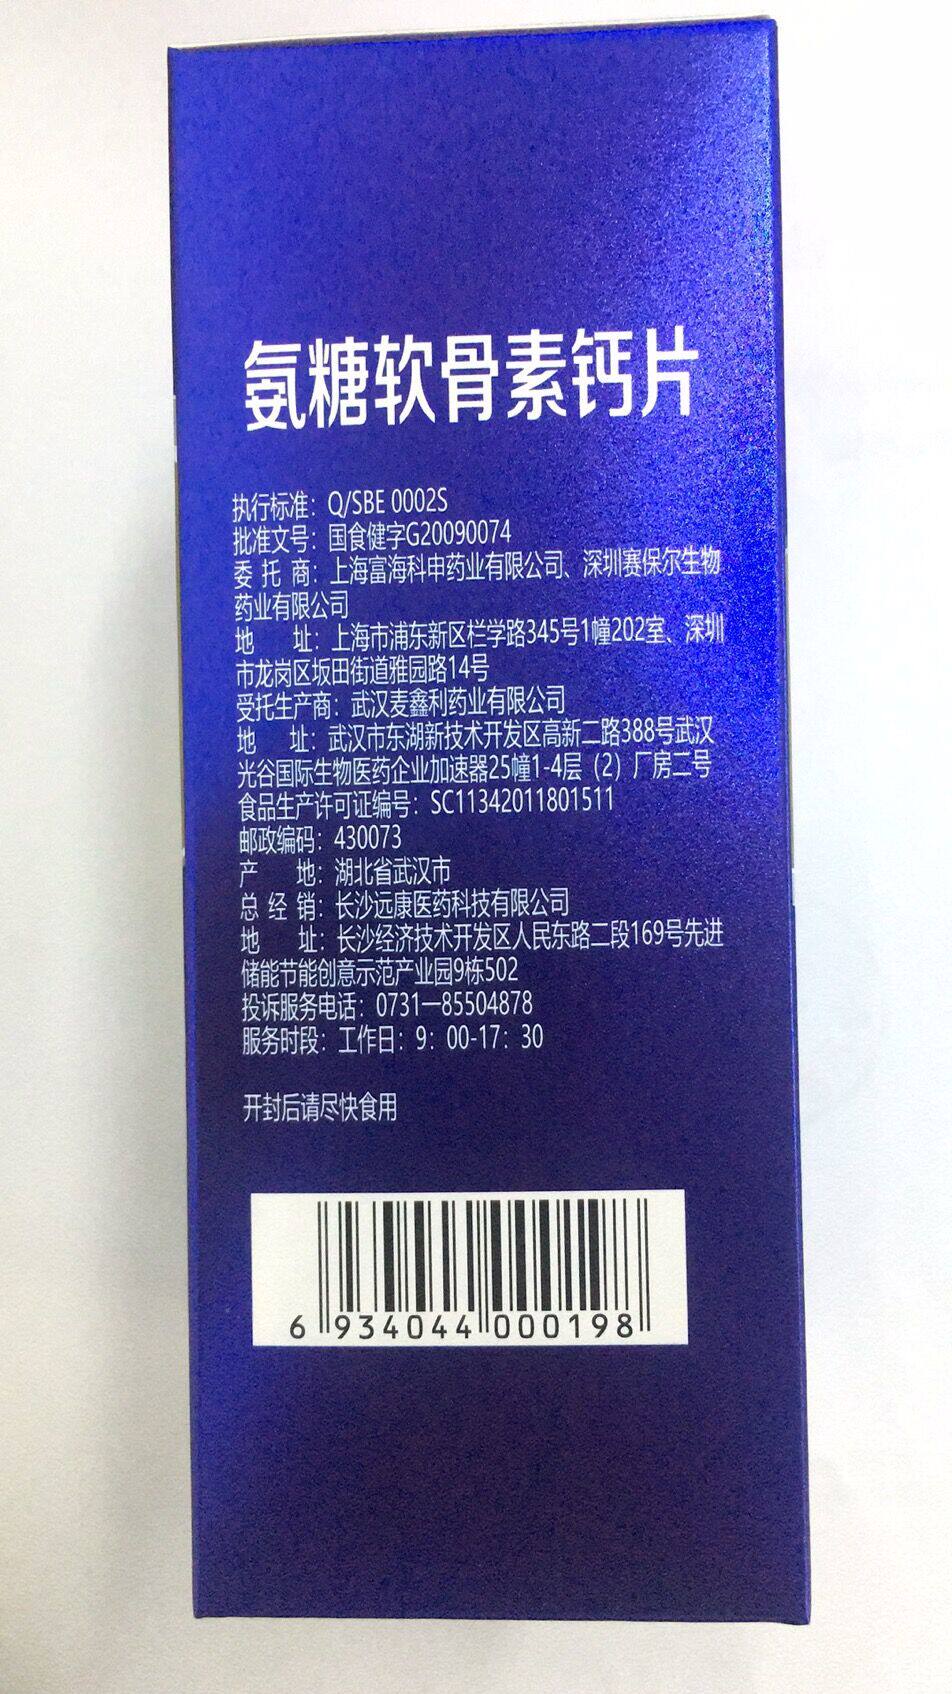 氨糖软骨素钙片
执行标准：Q/SBE 0002S
批准文号：国食健字G20090074
委 托 商：上海富海科申药业有限公司、深圳赛保尔生物
药业有限公司
地 址：上海市浦东新区栏学路345号1幢202室、深圳
市龙岗区坂田街道雅园路14号
受托生产商：武汉麦鑫利药业有限公司
地 址：武汉市东湖新技术开发区高新二路388号武汉
光谷国际生物医药企业加速器25幢1-4层（2）厂房二号
食品生产许可证编号：SC11342011801511
邮政编码：430073
产 地：湖北省武汉市
总 经 销：长沙远康医药科技有限公司
地 址：长沙经济技术开发区人民东路二段169号先进
储能节能创意示范产业园9栋502
投诉服务电话：0731—85504878
服务时段：工作日：9：00-17：30
开封后请尽快食用
6 934044 000198